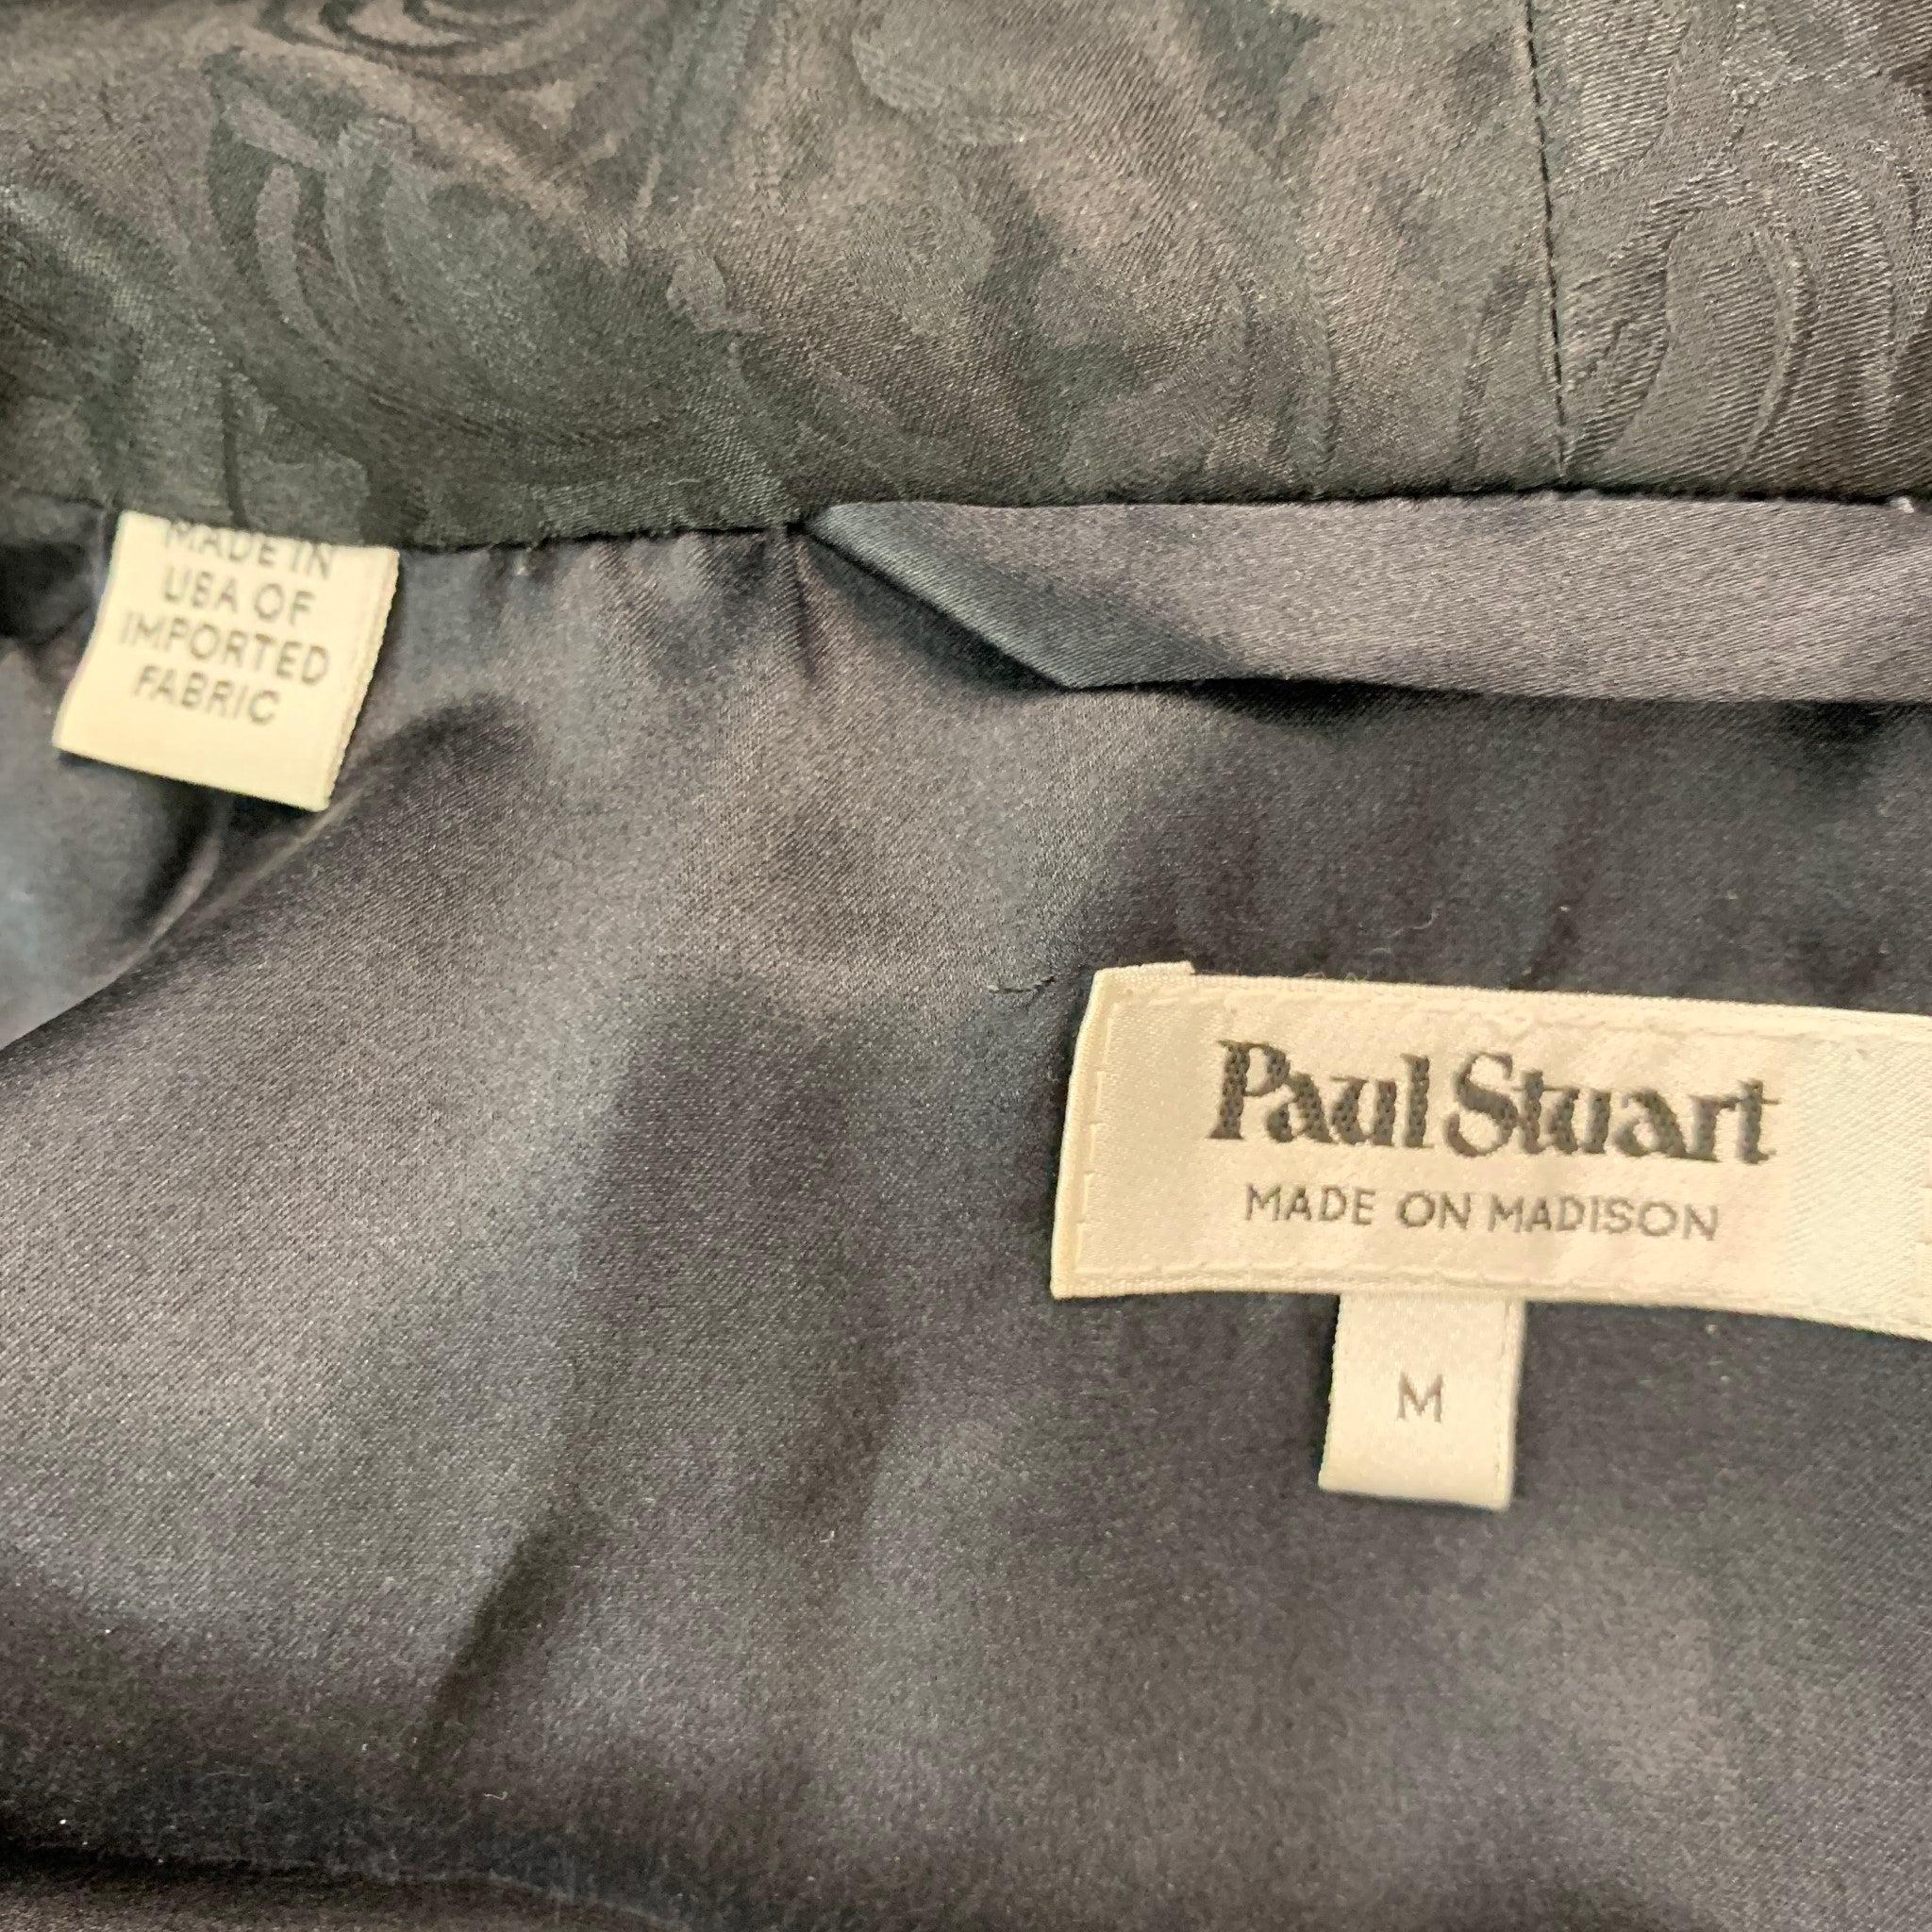 MADE IN
USA OF
IMPORTED
FABRIC
Paul Stuart
MADE ON MADISON
M